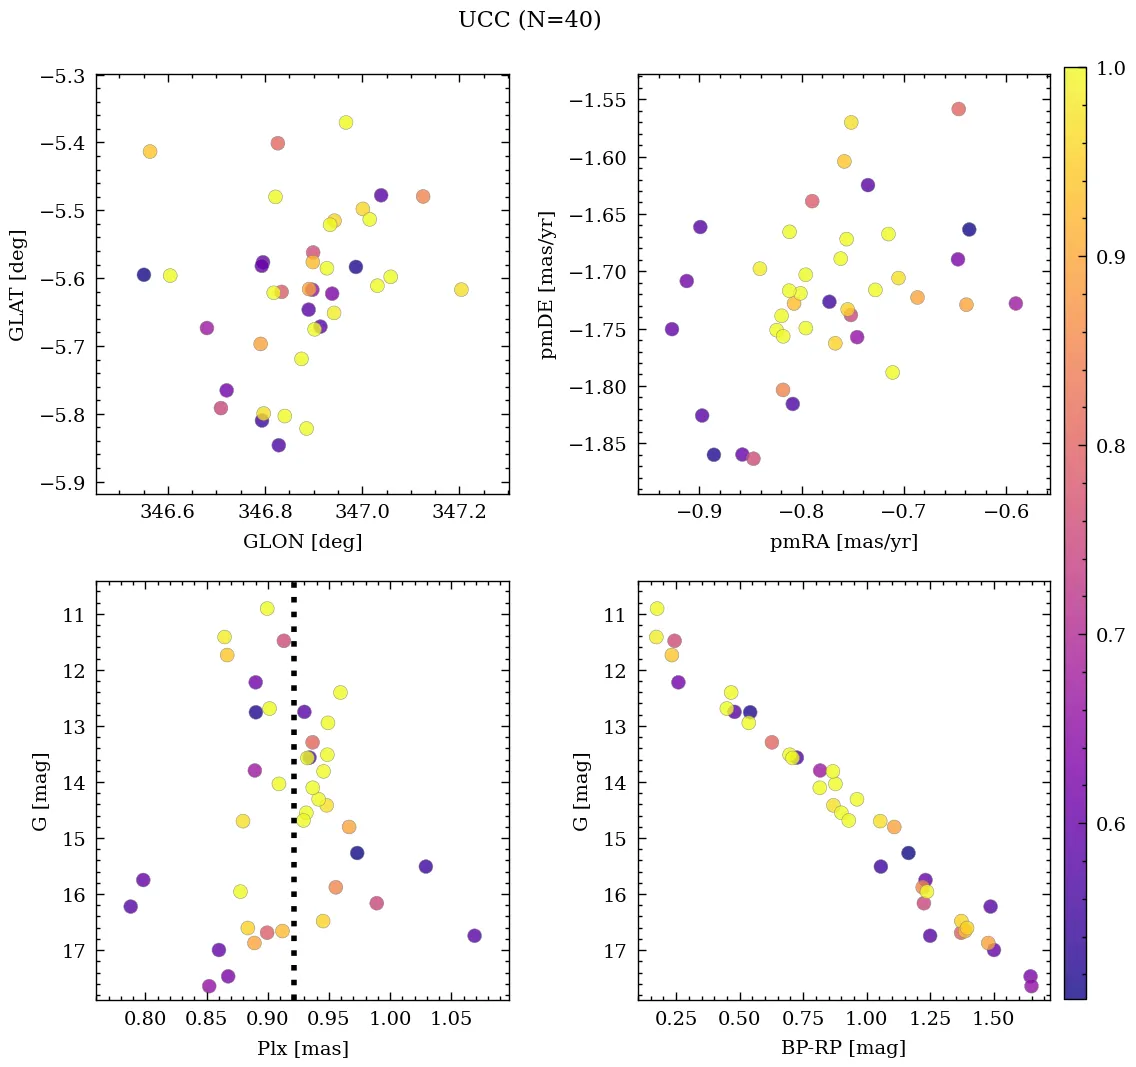 UCC (N=40)
−5.3
−5.4
−5.5
−5.6
−5.7
−5.8
−5.9
GLAT [deg]
346.6 346.8 347.0 347.2
GLON [deg]
−1.55
−1.60
−1.65
−1.70
−1.75
−1.80
−1.85
pmDE [mas/yr]
−0.9 −0.8 −0.7 −0.6
pmRA [mas/yr]
1.0
0.9
0.8
0.7
0.6
11
12
13
14
15
16
17
G [mag]
0.80 0.85 0.90 0.95 1.00 1.05
Plx [mas]
11
12
13
14
15
16
17
G [mag]
0.25 0.50 0.75 1.00 1.25 1.50
BP-RP [mag]